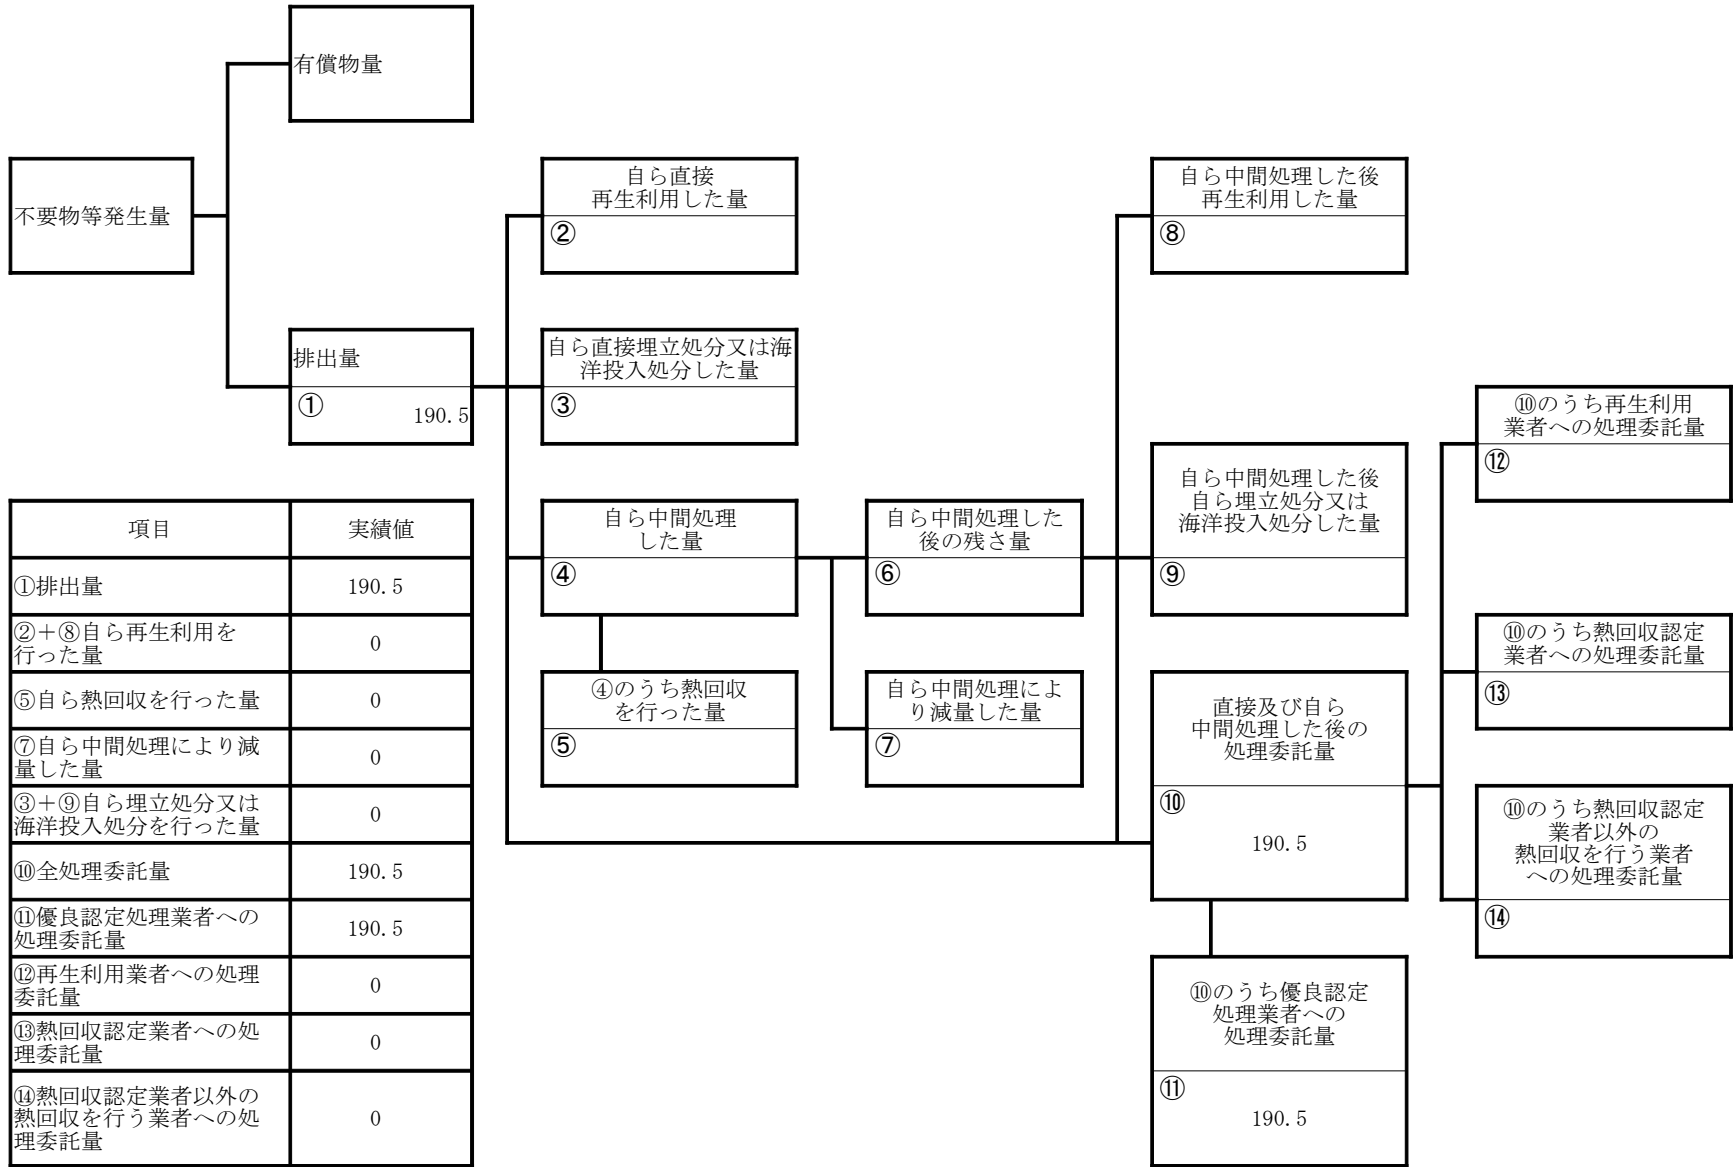 有償物量
不要物等発生量
排出量
①
190.5
自ら直接
再生利用した量
②
自ら直接埋立処分又は海
洋投入処分した量
③
自ら中間処理
した量
④
④のうち熱回収
を行った量
⑤
自ら中間処理した
後の残さ量
⑥
自ら中間処理によ
り減量した量
⑦
自ら中間処理した後
再生利用した量
⑧
自ら中間処理した後
自ら埋立処分又は
海洋投入処分した量
⑨
直接及び自ら
中間処理した後の
処理委託量
⑩
190.5
⑩のうち優良認定
処理業者への
処理委託量
⑪
190.5
⑩のうち再生利用
業者への処理委託量
⑫
⑩のうち熱回収認定
業者への処理委託量
⑬
⑩のうち熱回収認定
業者以外の
熱回収を行う業者
への処理委託量
⑭
項目 実績値
①排出量 190.5
②+⑧自ら再生利用を
行った量 0
⑤自ら熱回収を行った量 0
⑦自ら中間処理により減
量した量 0
③+⑨自ら埋立処分又は
海洋投入処分を行った量 0
⑩全処理委託量 190.5
⑪優良認定処理業者への
処理委託量 190.5
⑫再生利用業者への処理
委託量 0
⑬熱回収認定業者への処
理委託量 0
⑭熱回収認定業者以外の
熱回収を行う業者への処
理委託量 0